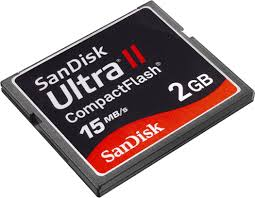 SanDisk
Ultra II
CompactFlash
15 MB/s
2GB
SanDisk